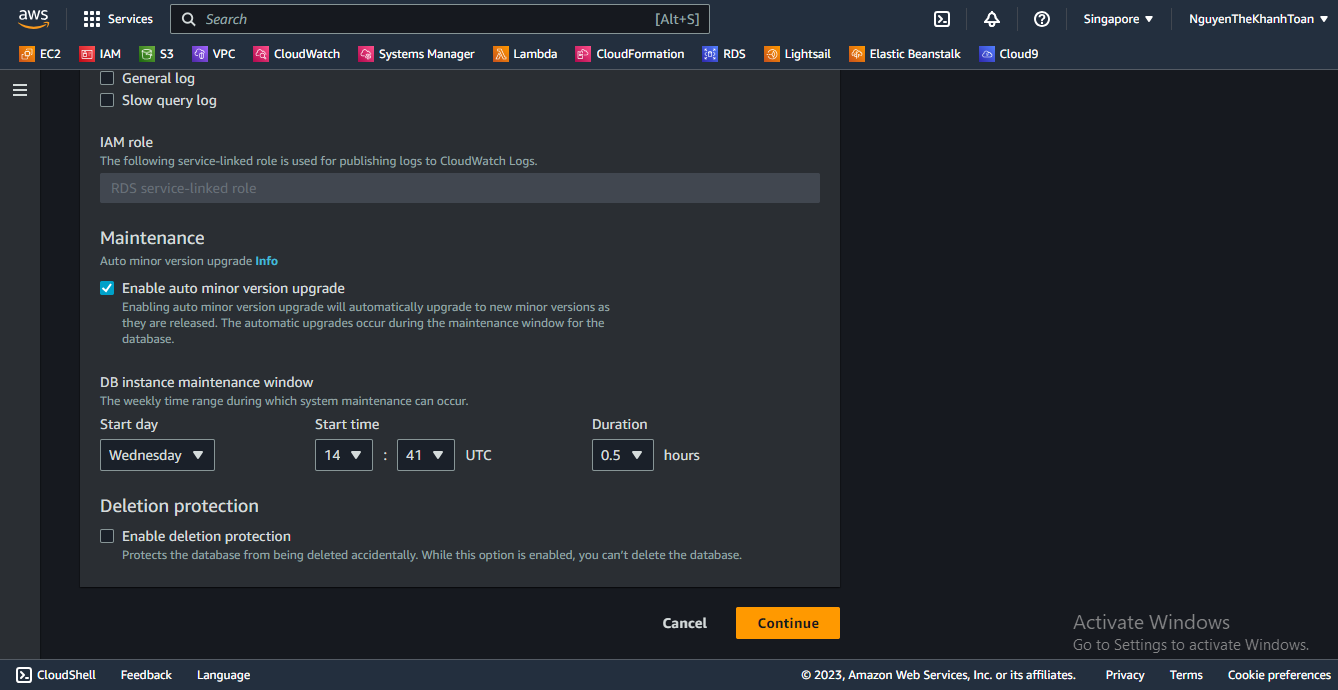 aws
Services
Search
[Alt+S]
Singapore
NguyenTheKhanhToan
EC2
IAM
S3
VPC
CloudWatch
Systems Manager
Lambda
CloudFormation
RDS
Lightsail
Elastic Beanstalk
Cloud9
General log
Slow query log
IAM role
The following service-linked role is used for publishing logs to CloudWatch Logs.
RDS service-linked role
Maintenance
Auto minor version upgrade Info
Enable auto minor version upgrade
Enabling auto minor version upgrade will automatically upgrade to new minor versions as
they are released. The automatic upgrades occur during the maintenance window for the
database.
DB instance maintenance window
The weekly time range during which system maintenance can occur.
Start day
Start time
Duration
Wednesday
14 : 41 UTC
0.5 hours
Deletion protection
Enable deletion protection
Protects the database from being deleted accidentally. While this option is enabled, you can't delete the database.
Cancel
Continue
Activate Windows
Go to Settings to activate Windows.
CloudShell
Feedback
Language
© 2023, Amazon Web Services, Inc. or its affiliates.
Privacy
Terms
Cookie preferences